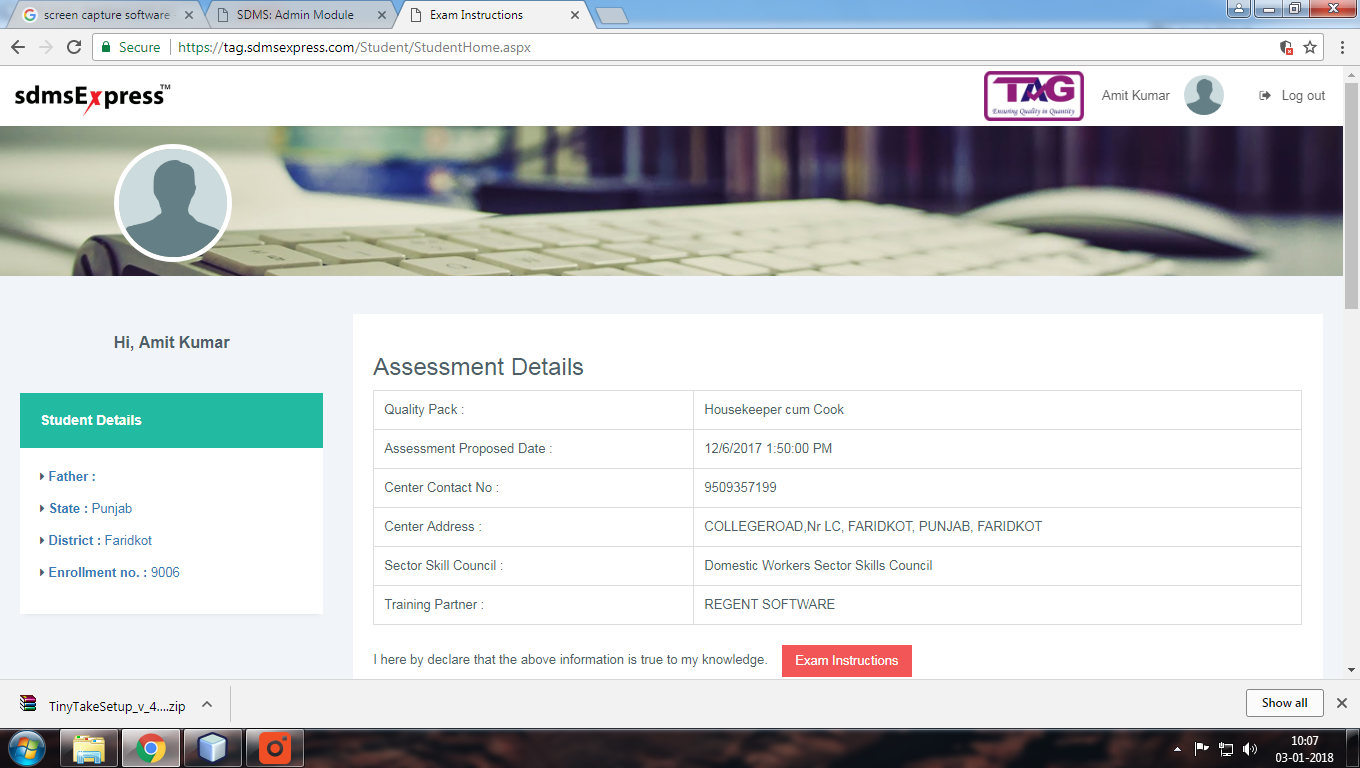 screen capture software
SDMS: Admin Module
Exam Instructions
Secure
https://tag.sdmsexpress.com/Student/StudentHome.aspx
sdmsExpress™
TAG
Ensuring Quality in Quantity
Amit Kumar
Log out
Hi, Amit Kumar
Student Details
Father :
State : Punjab
District : Faridkot
Enrollment no. : 9006
Assessment Details
Quality Pack : Housekeeper cum Cook
Assessment Proposed Date : 12/6/2017 1:50:00 PM
Center Contact No : 9509357199
Center Address : COLLEGEROAD,Nr LC, FARIDKOT, PUNJAB, FARIDKOT
Sector Skill Council : Domestic Workers Sector Skills Council
Training Partner : REGENT SOFTWARE
I here by declare that the above information is true to my knowledge. Exam Instructions
TinyTakeSetup_v_4....zip
Show all
10:07
03-01-2018